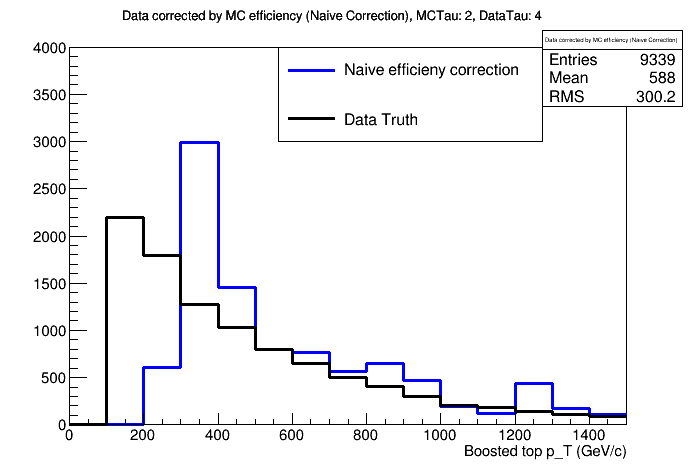 Data corrected by MC efficiency (Naive Correction), MCTau: 2, DataTau: 4
Data corrected by MC efficiency (Naive Correction)
Entries 9339
Mean 588
RMS 300.2
Naive efficieny correction
Data Truth
4000
3500
3000
2500
2000
1500
1000
500
0
0 200 400 600 800 1000 1200 1400
Boosted top p_T (GeV/c)